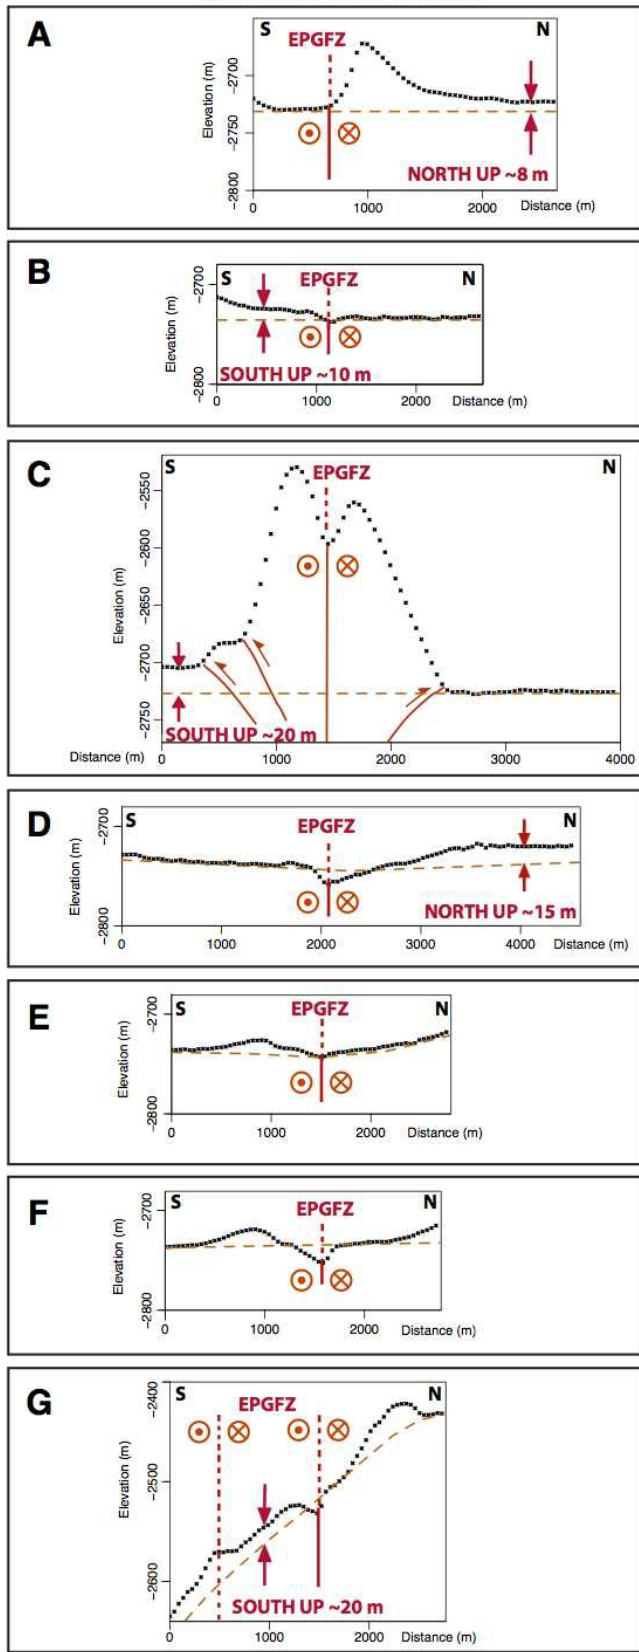 A
S
N
EPGFZ
Elevation (m)
−2700
−2750
−2800
NORTH UP ~8 m
0
1000
2000
Distance (m)
B
S
N
EPGFZ
Elevation (m)
−2700
−2800
SOUTH UP ~10 m
0
1000
2000
Distance (m)
C
S
N
EPGFZ
Elevation (m)
−2550
−2600
−2650
−2700
−2750
SOUTH UP ~20 m
Distance (m)
0
1000
2000
3000
4000
D
S
N
EPGFZ
Elevation (m)
−2700
−2800
NORTH UP ~15 m
0
1000
2000
3000
4000
Distance (m)
E
S
N
EPGFZ
Elevation (m)
−2700
−2800
0
1000
2000
Distance (m)
F
S
N
EPGFZ
Elevation (m)
−2700
−2800
0
1000
2000
Distance (m)
G
S
N
EPGFZ
Elevation (m)
−2400
−2500
−2600
SOUTH UP ~20 m
0
1000
2000
Distance (m)